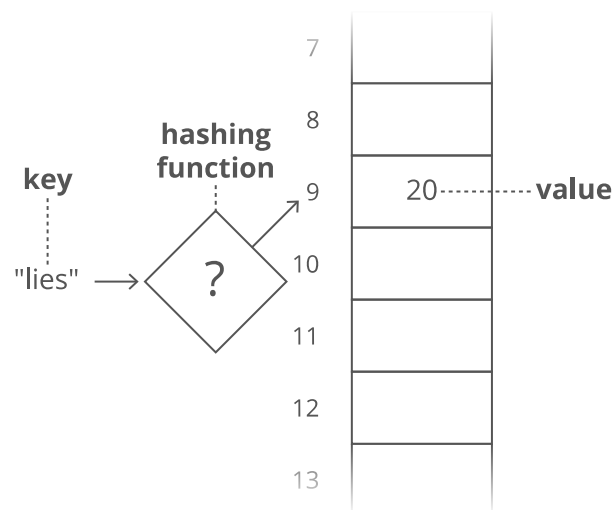 7
8
hashing
function
key
9
20
value
"lies"
?
10
11
12
13